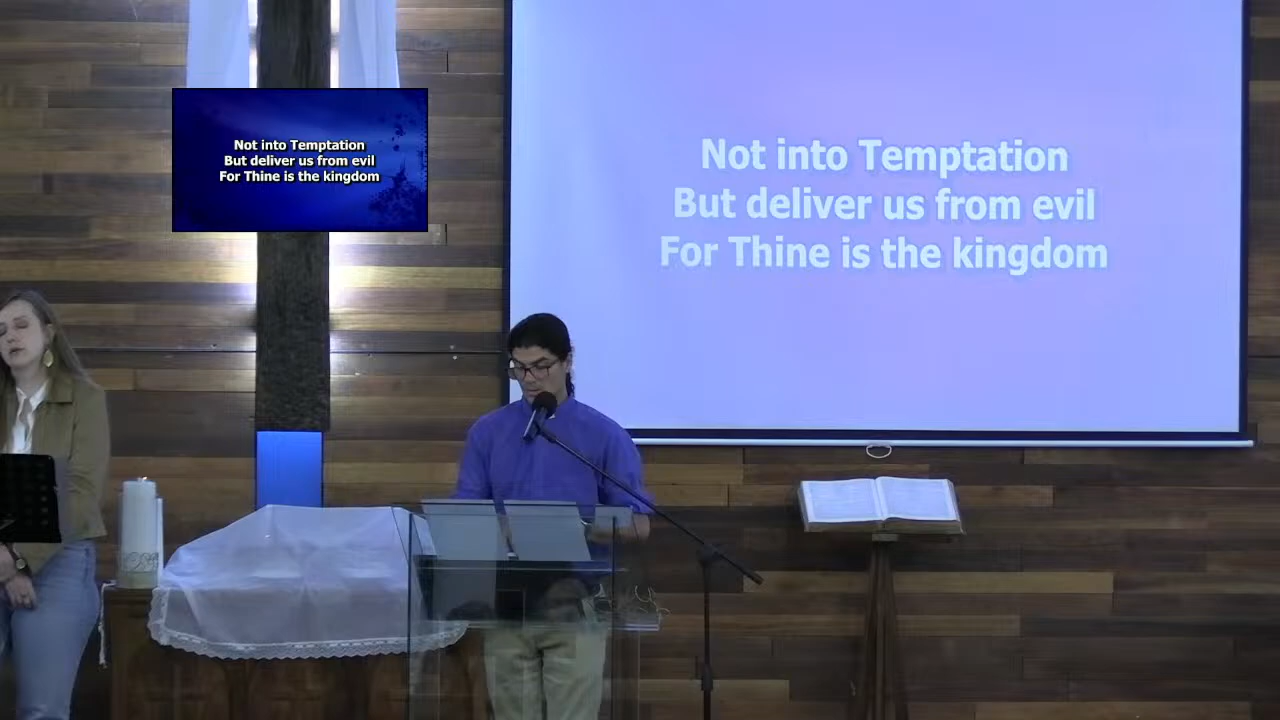 Not into Temptation
But deliver us from evil
For Thine is the kingdom
Not into Temptation
But deliver us from evil
For Thine is the kingdom